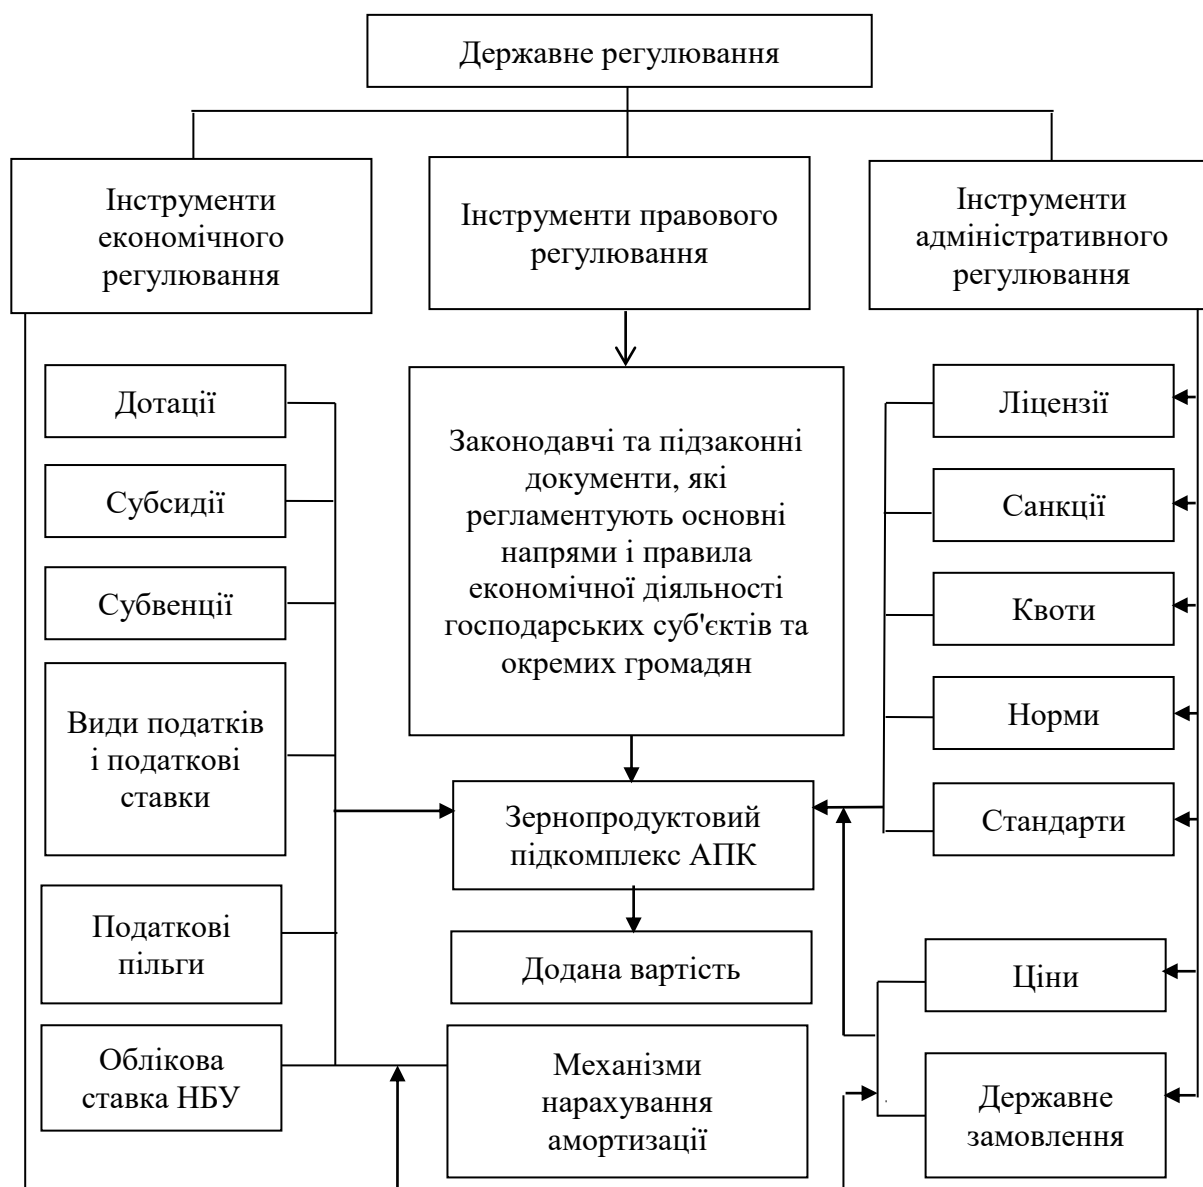 Державне регулювання
Інструменти
економічного
регулювання
Інструменти правового
регулювання
Інструменти
адміністративного
регулювання
Дотації
Субсидії
Субвенції
Види податків
і податкові
ставки
Податкові
пільги
Облікова
ставка НБУ
Законодавчі та підзаконні
документи, які
регламентують основні
напрями і правила
економічної діяльності
господарських суб'єктів та
окремих громадян
Зернопродуктовий
підкомплекс АПК
Додана вартість
Механізми
нарахування
амортизації
Ліцензії
Санкції
Квоти
Норми
Стандарти
Ціни
Державне
замовлення